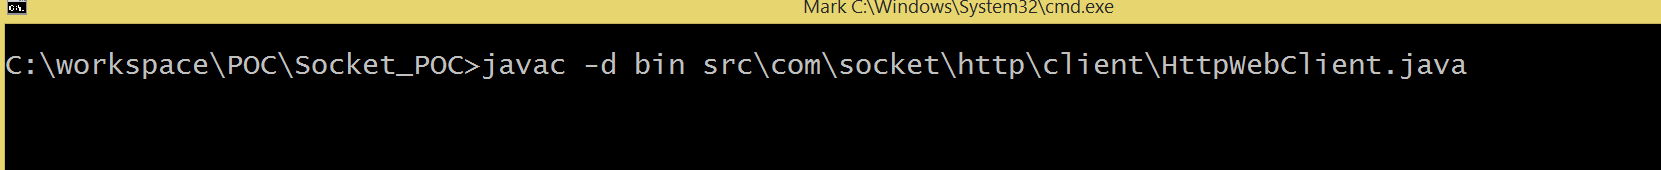 Mark C:\Windows\System32\cmd.exe
C:\workspace\POC\Socket_POC>javac -d bin src\com\socket\http\client\HttpWebClient.java